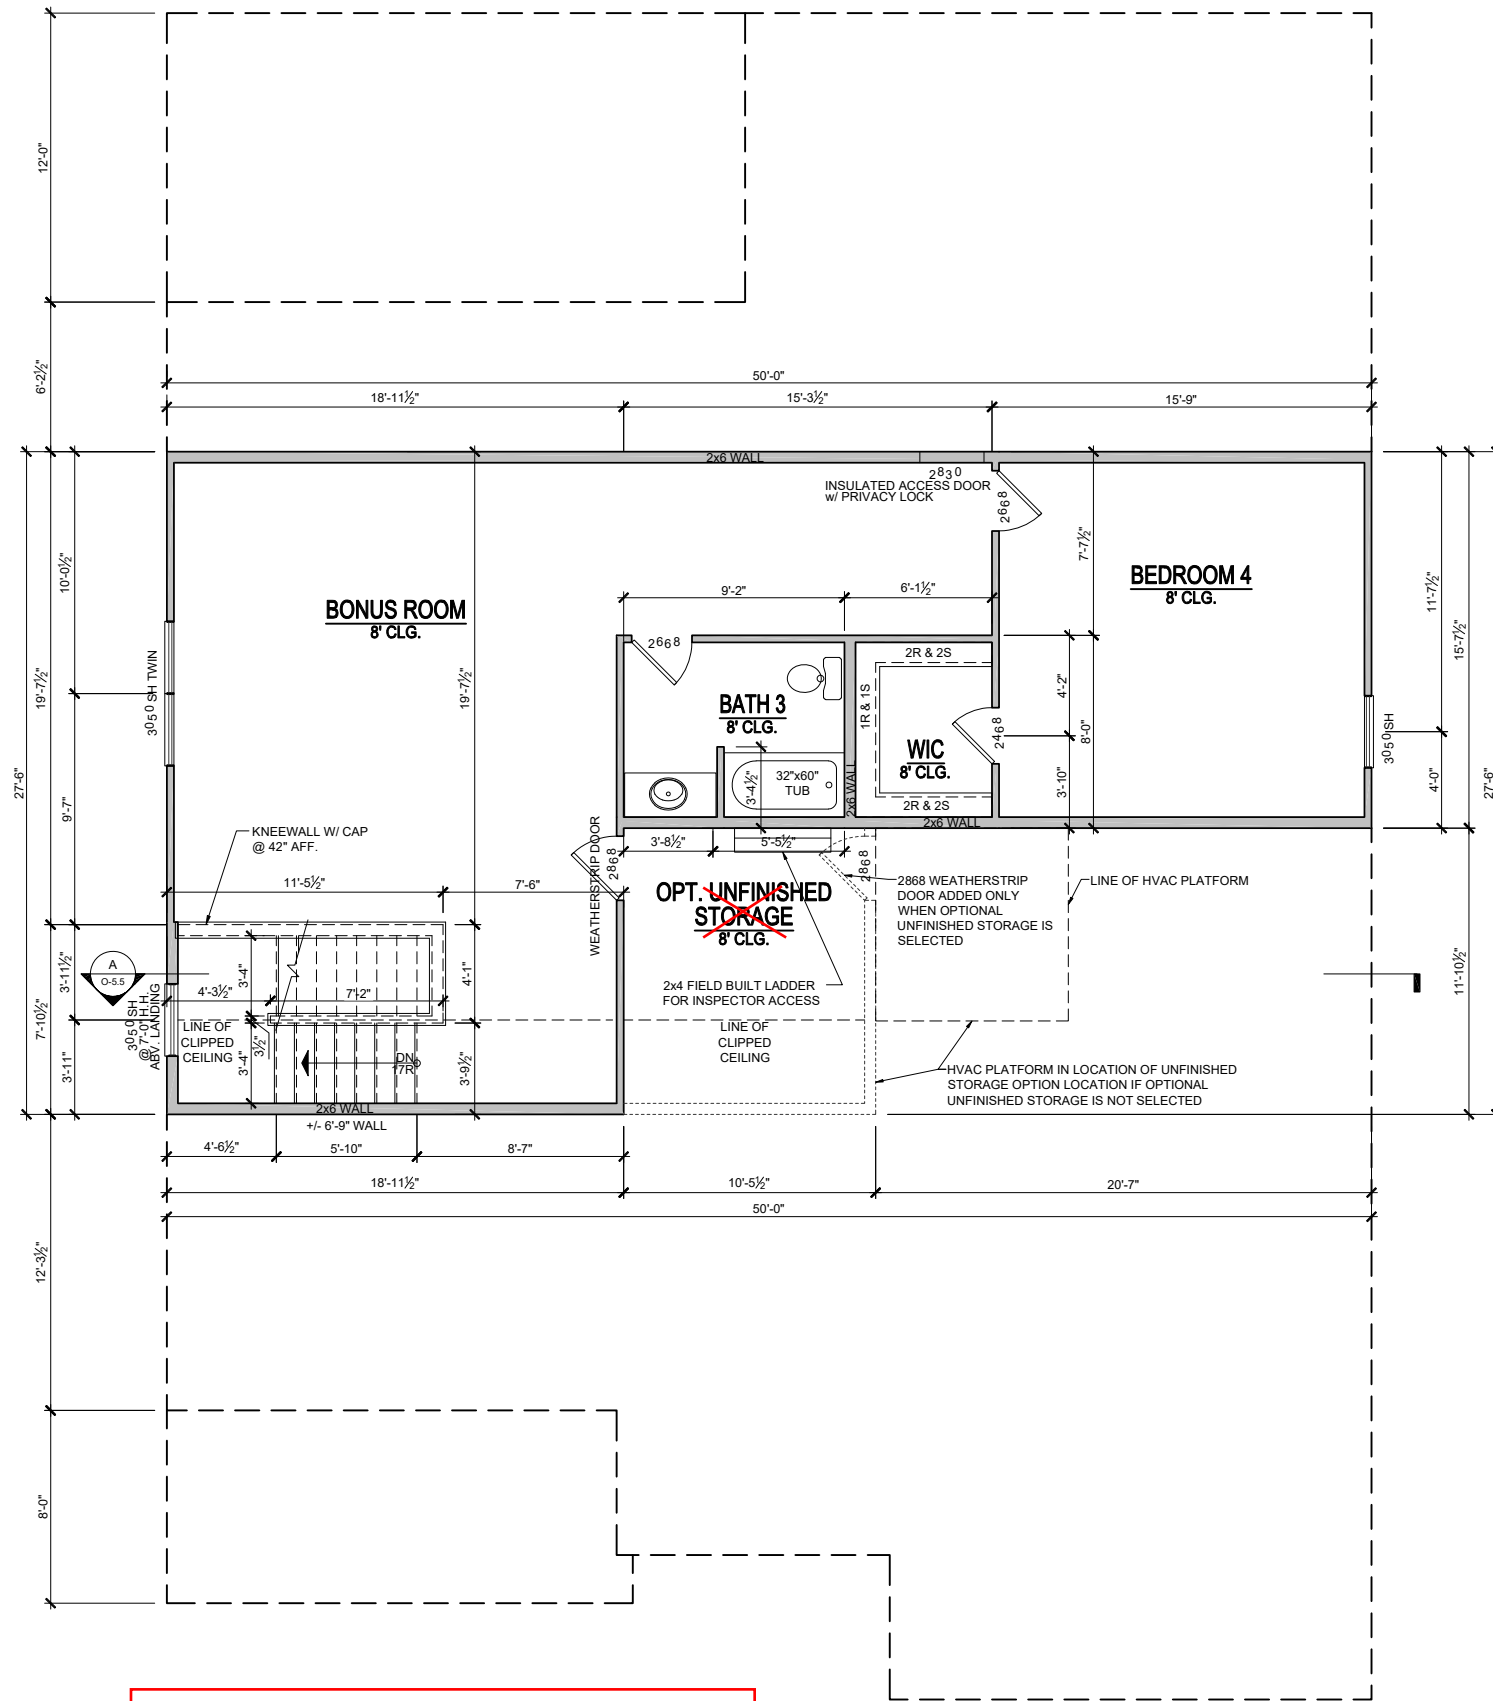 12'-0"
6'-2½"
50'-0"
18'-11½"
15'-3½"
15'-9"
2x6 WALL
2830
INSULATED ACCESS DOOR
w/ PRIVACY LOCK
2668
7'-7½"
10'-0½"
BONUS ROOM
8' CLG.
BEDROOM 4
8' CLG.
11'-7½"
15'-7½"
9'-2"
6'-1½"
2668
2R & 2S
1R & 1S
4'-2"
8'-0"
3'-10"
3050 SH TWIN
19'-7½"
19'-7½"
27'-6"
9'-7"
BATH 3
8' CLG.
WIC
8' CLG.
2468
3050 SH
4'-0"
27'-6"
32"x60"
TUB
3'-4½"
2x6 WALL
2R & 2S
2x6 WALL
KNEEWALL W/ CAP
@ 42" AFF.
WEATHERSTRIP DOOR
2868
3'-8½"
5'-5½"
2868
11'-5½"
7'-6"
OPT. UNFINISHED
STORAGE
8' CLG.
2868 WEATHERSTRIP
DOOR ADDED ONLY
WHEN OPTIONAL
UNFINISHED STORAGE IS
SELECTED
LINE OF HVAC PLATFORM
A
O-5.5
3'-11½"
7'-10½"
3'-11"
3050 SH
@ 7'-0" H.H.
ABV. LANDING
4'-3½"
7'-2"
3'-4"
4'-1"
2x4 FIELD BUILT LADDER
FOR INSPECTOR ACCESS
11'-10½"
LINE OF
CLIPPED
CEILING
3½"
3'-4"
DN
17R
3'-9½"
LINE OF
CLIPPED
CEILING
HVAC PLATFORM IN LOCATION OF UNFINISHED
STORAGE OPTION LOCATION IF OPTIONAL
UNFINISHED STORAGE IS NOT SELECTED
2x6 WALL
+/- 6'-9" WALL
4'-6½"
5'-10"
8'-7"
18'-11½"
10'-5½"
20'-7"
50'-0"
12'-3½"
8'-0"